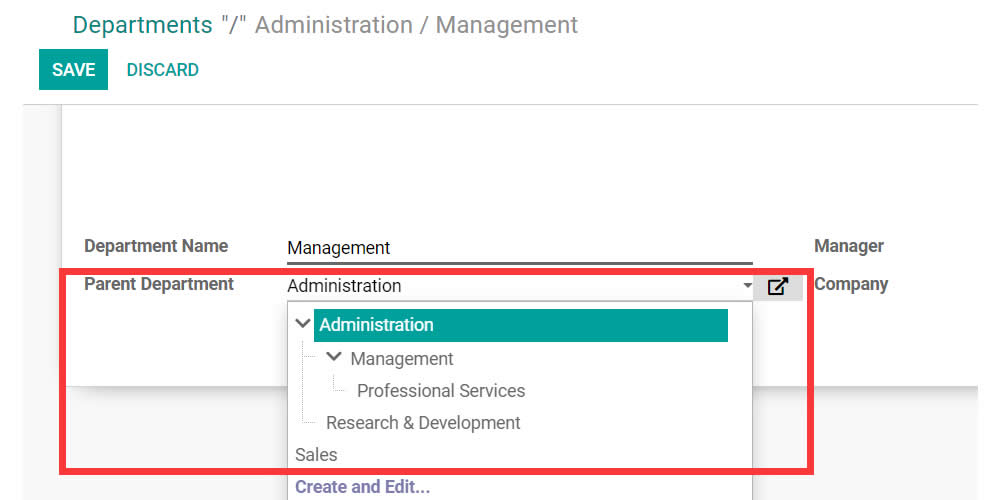 Departments "/" Administration / Management
SAVE DISCARD
Department Name Management Manager
Parent Department Administration Company
Administration
Management
Professional Services
Research & Development
Sales
Create and Edit...